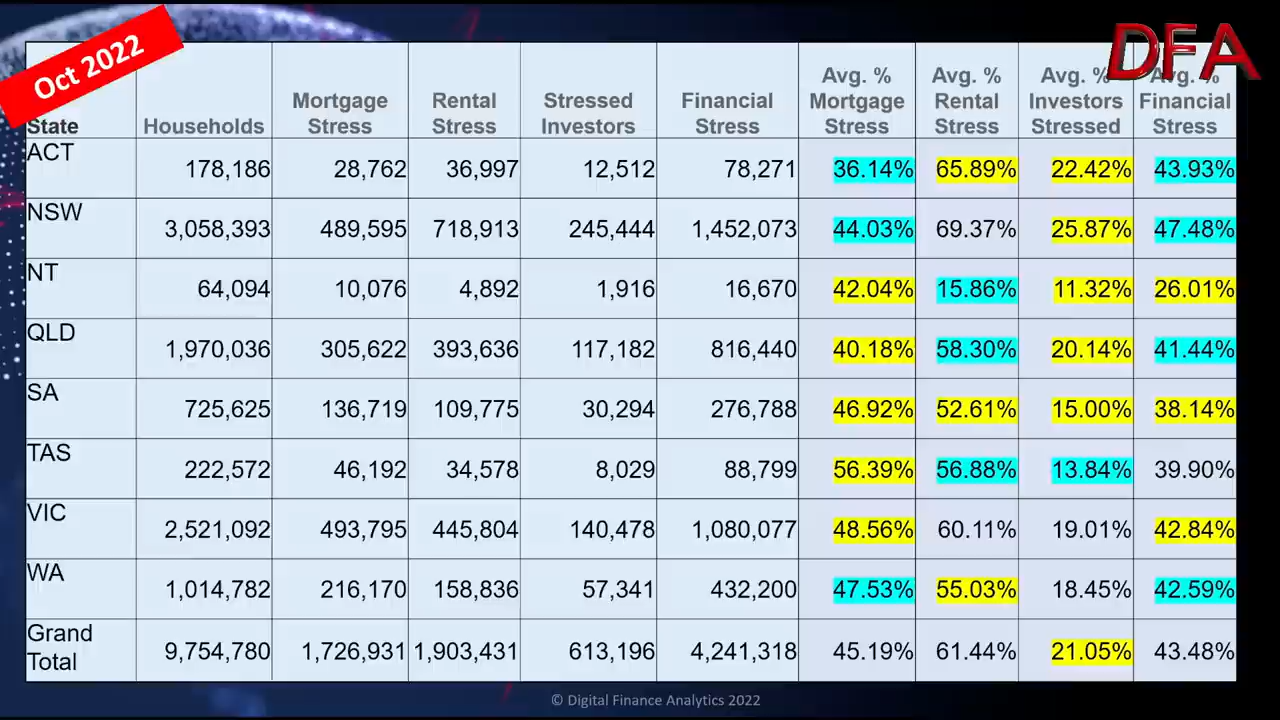 Oct 2022
DFA
State Households Mortgage Stress Rental Stress Stressed Investors Financial Stress Avg. % Mortgage Stress Avg. % Rental Stress Avg. % Investors Stressed Avg. % Financial Stress
ACT 178,186 28,762 36,997 12,512 78,271 36.14% 65.89% 22.42% 43.93%
NSW 3,058,393 489,595 718,913 245,444 1,452,073 44.03% 69.37% 25.87% 47.48%
NT 64,094 10,076 4,892 1,916 16,670 42.04% 15.86% 11.32% 26.01%
QLD 1,970,036 305,622 393,636 117,182 816,440 40.18% 58.30% 20.14% 41.44%
SA 725,625 136,719 109,775 30,294 276,788 46.92% 52.61% 15.00% 38.14%
TAS 222,572 46,192 34,578 8,029 88,799 56.39% 56.88% 13.84% 39.90%
VIC 2,521,092 493,795 445,804 140,478 1,080,077 48.56% 60.11% 19.01% 42.84%
WA 1,014,782 216,170 158,836 57,341 432,200 47.53% 55.03% 18.45% 42.59%
Grand Total 9,754,780 1,726,931 1,903,431 613,196 4,241,318 45.19% 61.44% 21.05% 43.48%
© Digital Finance Analytics 2022